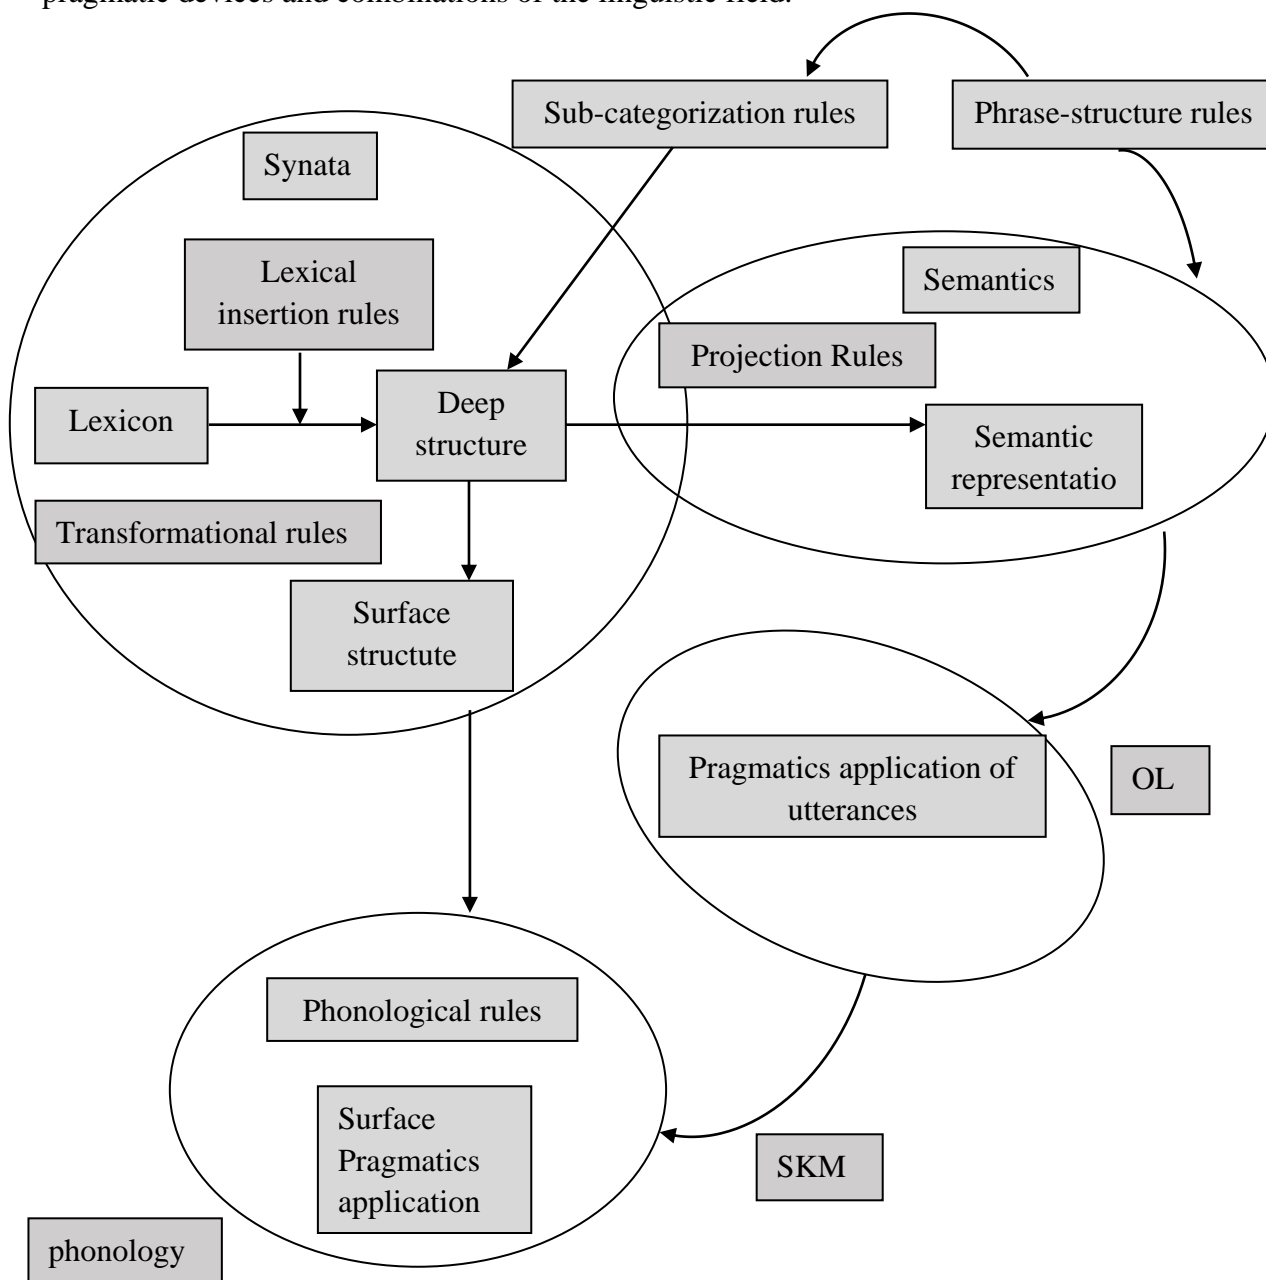 pragmatic devices and combinations of the linguistic field.
Sub-categorization rules
Phrase-structure rules
Synata
Lexical
insertion rules
Semantics
Projection Rules
Lexicon
Deep
structure
Semantic
representatio
Transformational rules
Surface
structute
Pragmatics application of
utterances
OL
Phonological rules
Surface
Pragmatics
application
SKM
phonology